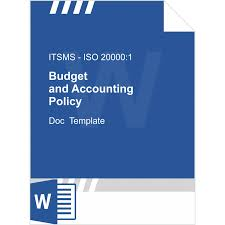 ITSMS - ISO 20000:1
Budget
and Accounting
Policy
Doc Template
W
W